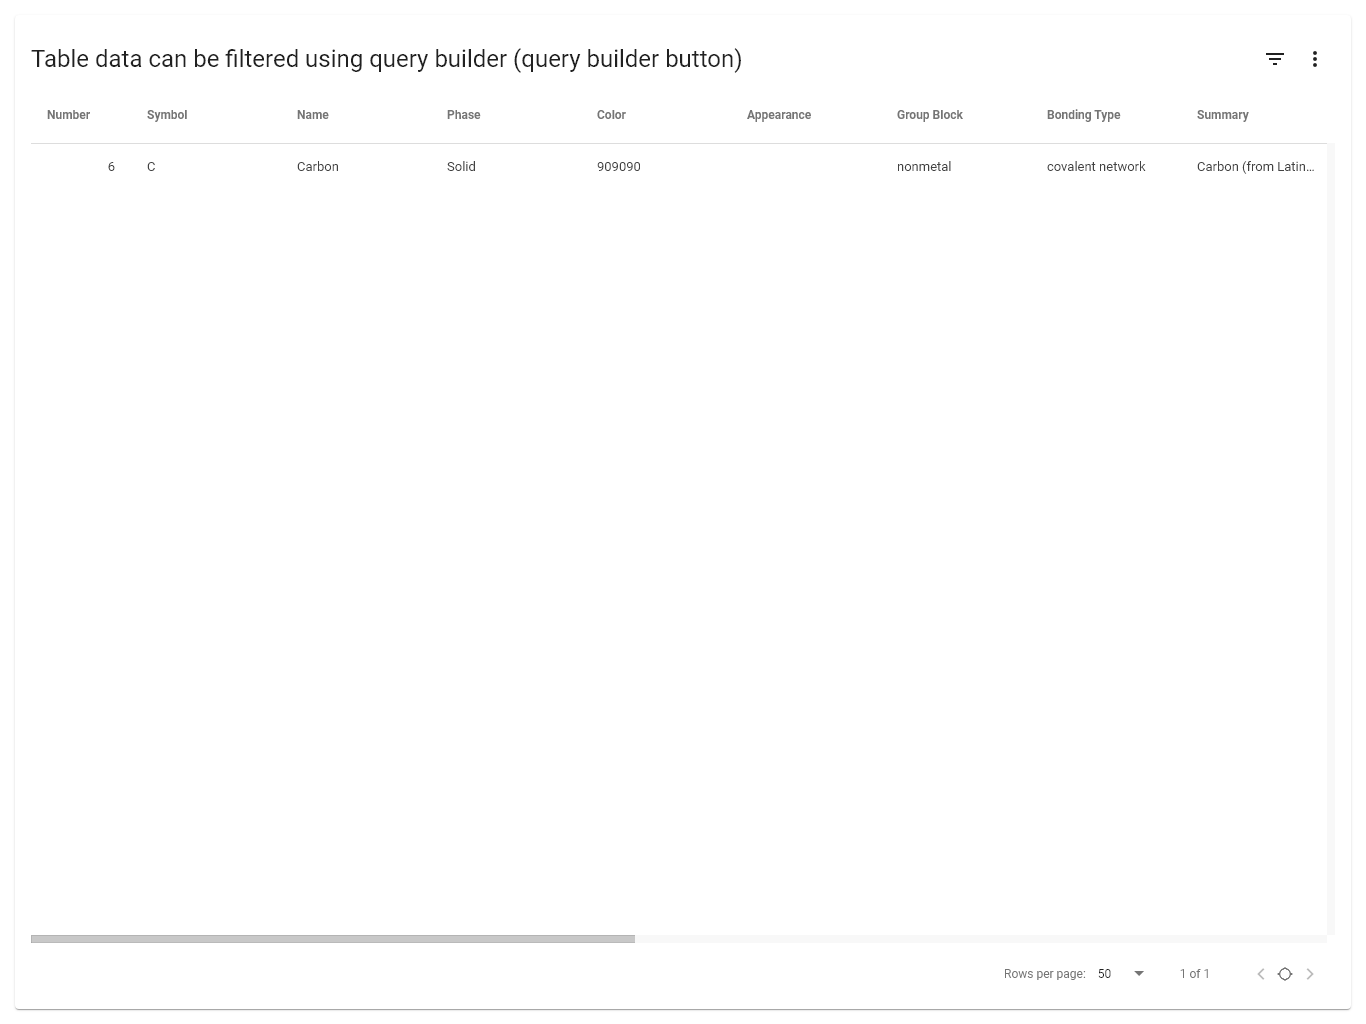 Table data can be filtered using query builder (query builder button)
Number Symbol Name Phase Color Appearance Group Block Bonding Type Summary
6 C Carbon Solid 909090 nonmetal covalent network Carbon (from Latin...
Rows per page: 50 1 of 1